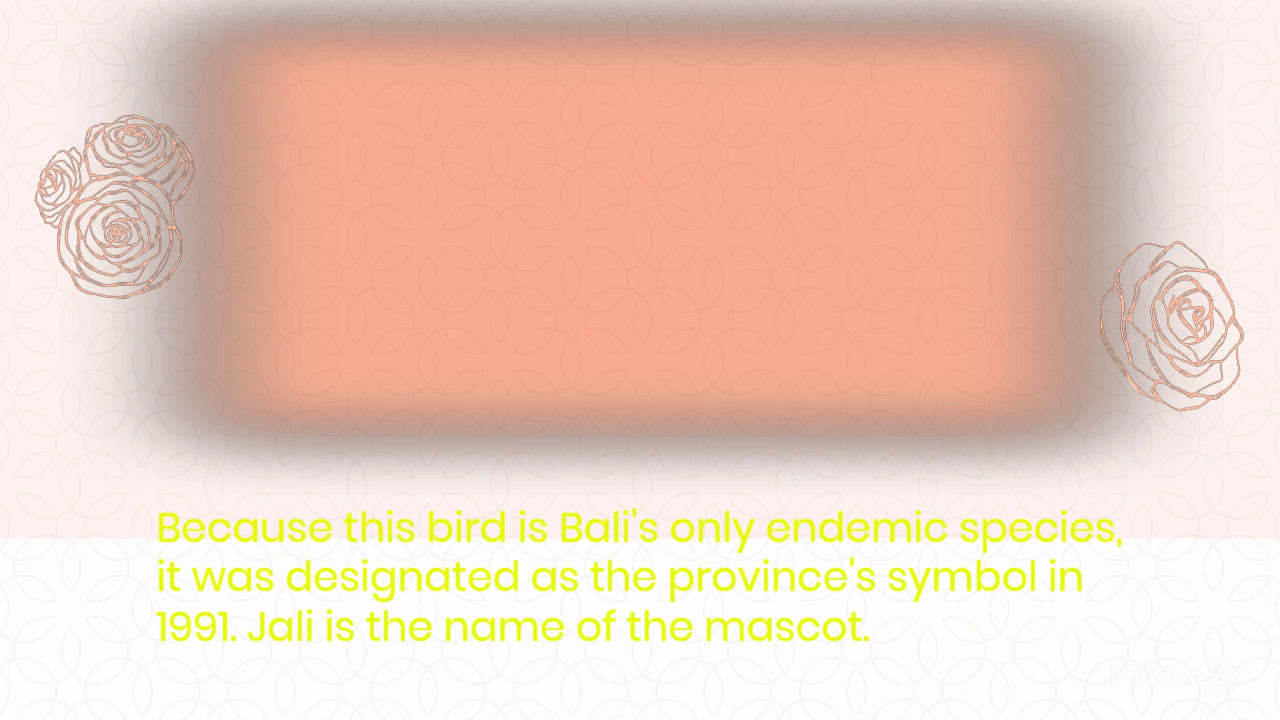 Because this bird is Bali's only endemic species,
it was designated as the province's symbol in
1991. Jali is the name of the mascot.